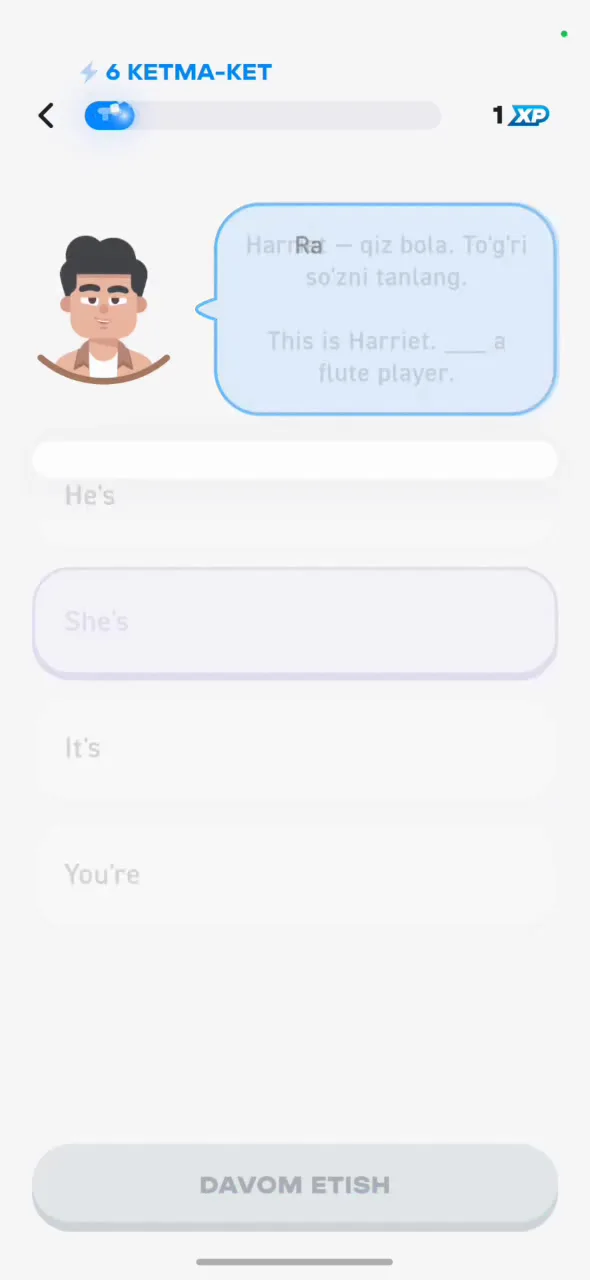 6 KETMA-KET
1 XP
Harriet — qiz bola. To'g'ri
so'zni tanlang.
This is Harriet. ____ a
flute player.
He's
She's
It's
You're
DAVOM ETISH